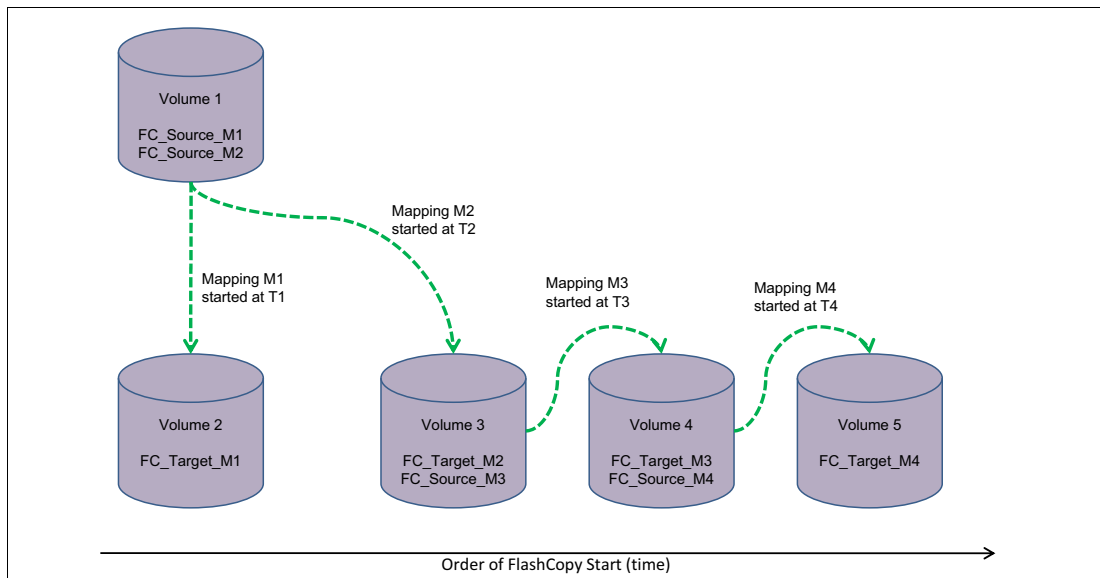 Volume 1
FC_Source_M1
FC_Source_M2
Mapping M2
started at T2
Mapping M1
started at T1
Mapping M3
started at T3
Mapping M4
started at T4
Volume 2
FC_Target_M1
Volume 3
FC_Target_M2
FC_Source_M3
Volume 4
FC_Target_M3
FC_Source_M4
Volume 5
FC_Target_M4
Order of FlashCopy Start (time)